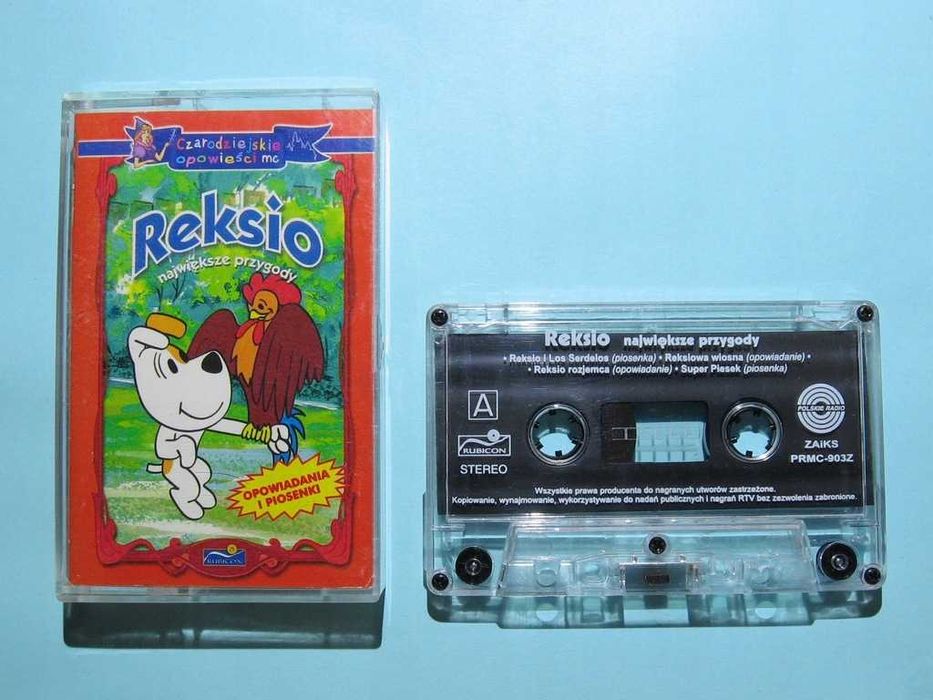 Czarodziejskie
opowieści mc
Reksio
największe przygody
OPOWIADANIA
I PIOSENKI
RUBICON
Reksio największe przygody
• Reksio i Los Serdelos (piosenka) • Reksiowa wiosna (opowiadanie) •
• Reksio rozjemca (opowiadanie) • Super Piesek (piosenka)
A
POLSKIE RADIO
RUBICON
ZAiKS
STEREO
PRMC-903Z
Wszystkie prawa producenta do nagranych utworów zastrzeżone.
Kopiowanie, wynajmowanie, wykorzystywanie do nadań publicznych i nagrań RTV bez zezwolenia zabronione.